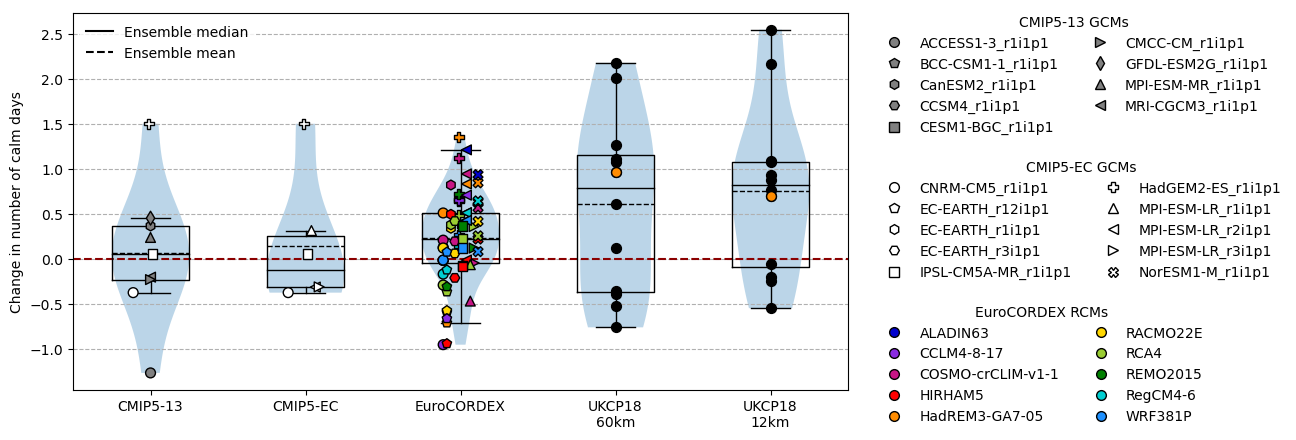 Change in number of calm days
2.5
2.0
1.5
1.0
0.5
0.0
−0.5
−1.0
Ensemble median
Ensemble mean
CMIP5-13
CMIP5-EC
EuroCORDEX
UKCP18
60km
UKCP18
12km
CMIP5-13 GCMs
ACCESS1-3_r1i1p1
BCC-CSM1-1_r1i1p1
CanESM2_r1i1p1
CCSM4_r1i1p1
CESM1-BGC_r1i1p1
CMCC-CM_r1i1p1
GFDL-ESM2G_r1i1p1
MPI-ESM-MR_r1i1p1
MRI-CGCM3_r1i1p1
CMIP5-EC GCMs
CNRM-CM5_r1i1p1
EC-EARTH_r12i1p1
EC-EARTH_r1i1p1
EC-EARTH_r3i1p1
IPSL-CM5A-MR_r1i1p1
HadGEM2-ES_r1i1p1
MPI-ESM-LR_r1i1p1
MPI-ESM-LR_r2i1p1
MPI-ESM-LR_r3i1p1
NorESM1-M_r1i1p1
EuroCORDEX RCMs
ALADIN63
CCLM4-8-17
COSMO-crCLIM-v1-1
HIRHAM5
HadREM3-GA7-05
RACMO22E
RCA4
REMO2015
RegCM4-6
WRF381P